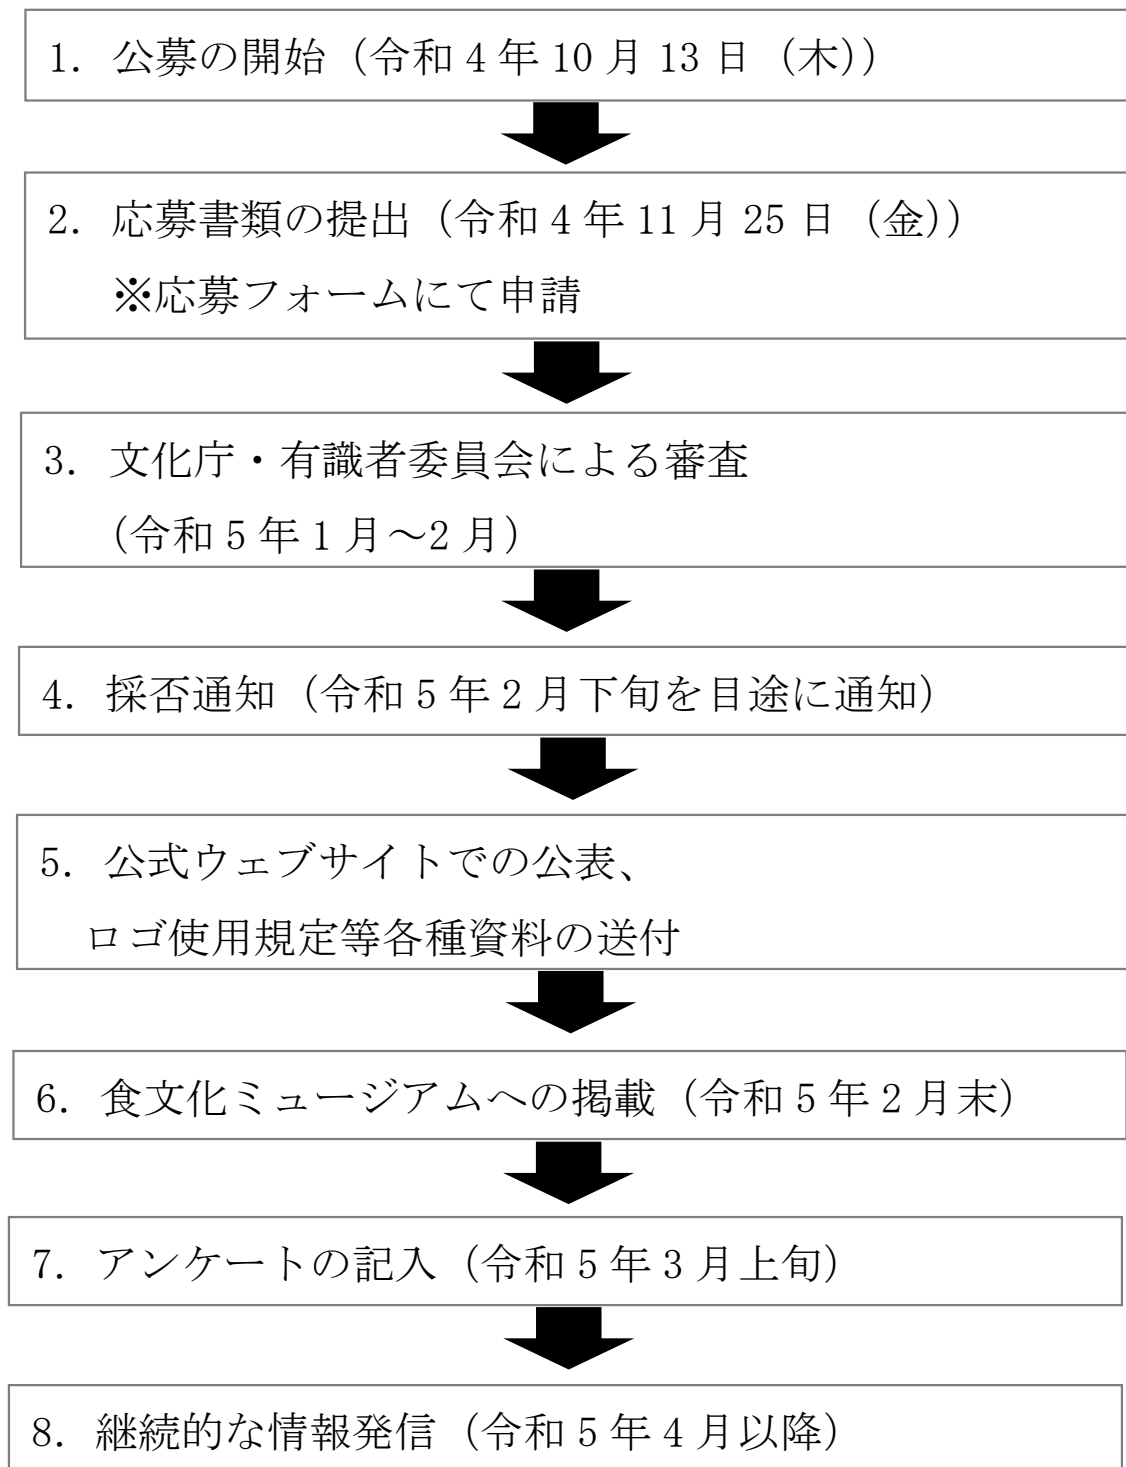 1．公募の開始（令和4年10月13日（木））
2．応募書類の提出（令和4年11月25日（金））
※応募フォームにて申請
3．文化庁・有識者委員会による審査
（令和5年1月～2月）
4．採否通知（令和5年2月下旬を目途に通知）
5．公式ウェブサイトでの公表、
ロゴ使用規定等各種資料の送付
6．食文化ミュージアムへの掲載（令和5年2月末）
7．アンケートの記入（令和5年3月上旬）
8．継続的な情報発信（令和5年4月以降）